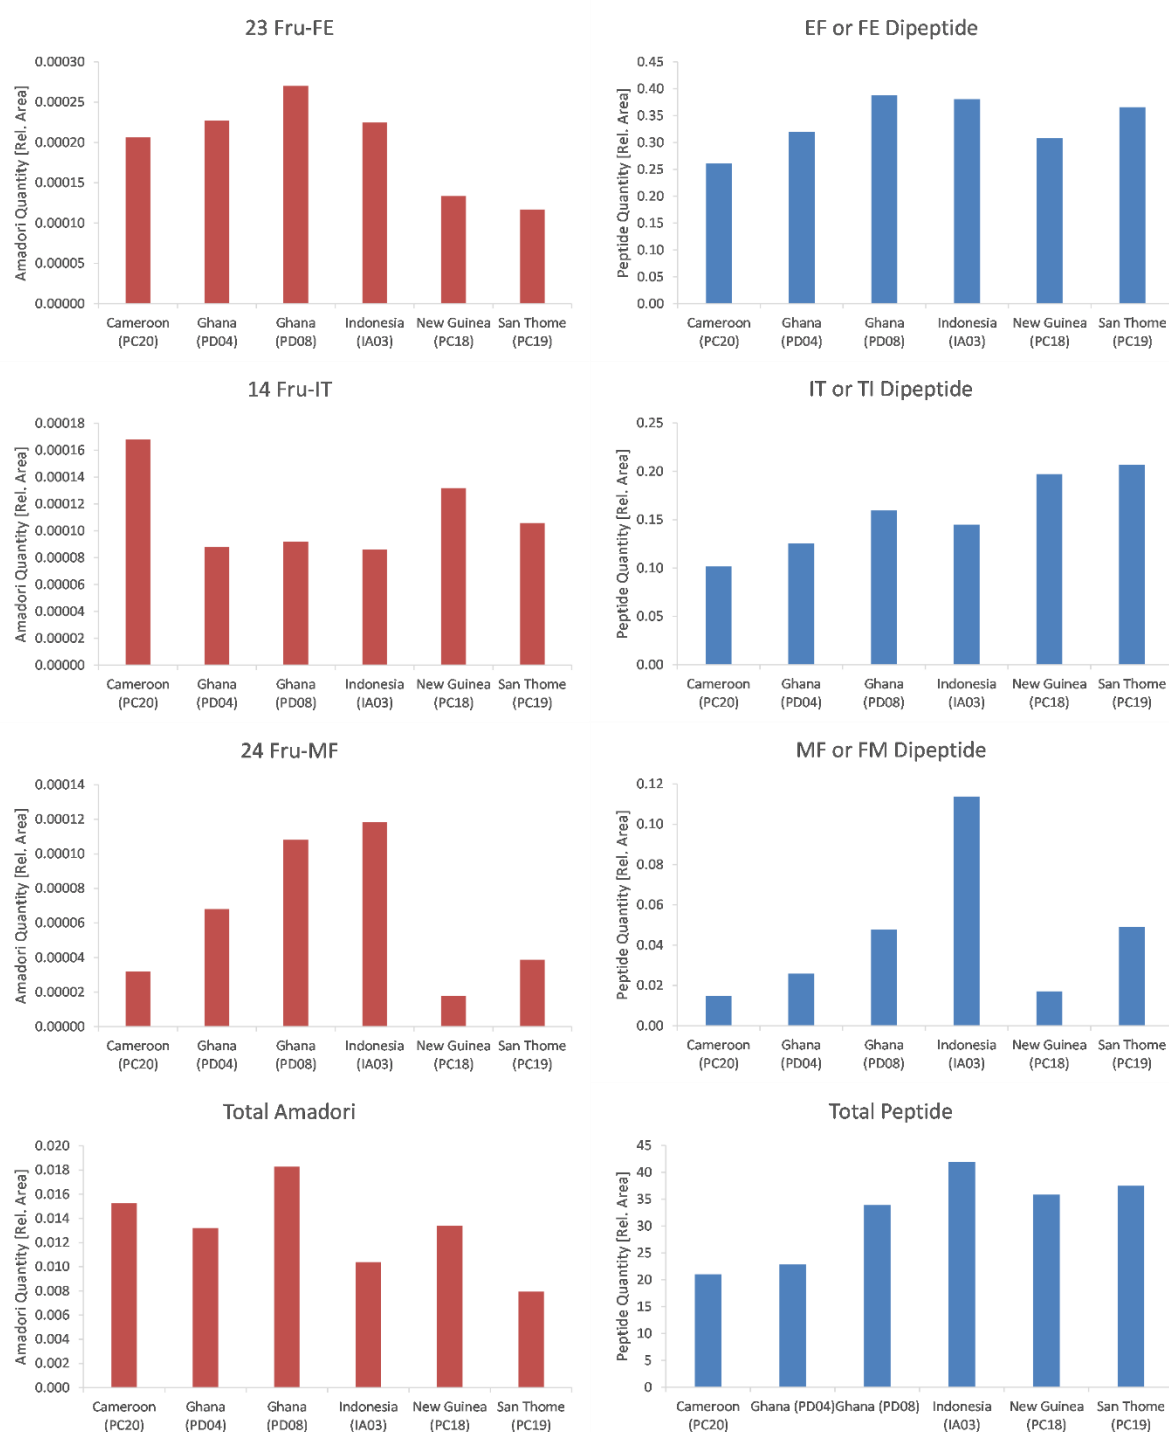 23 Fru-FE
Amadori Quantity [Rel. Area]
0.00030
0.00025
0.00020
0.00015
0.00010
0.00005
0.00000
Cameroon (PC20)
Ghana (PD04)
Ghana (PD08)
Indonesia (IA03)
New Guinea (PC18)
San Thome (PC19)
EF or FE Dipeptide
Peptide Quantity [Rel. Area]
0.45
0.40
0.35
0.30
0.25
0.20
0.15
0.10
0.05
0.00
Cameroon (PC20)
Ghana (PD04)
Ghana (PD08)
Indonesia (IA03)
New Guinea (PC18)
San Thome (PC19)
14 Fru-IT
Amadori Quantity [Rel. Area]
0.00018
0.00016
0.00014
0.00012
0.00010
0.00008
0.00006
0.00004
0.00002
0.00000
Cameroon (PC20)
Ghana (PD04)
Ghana (PD08)
Indonesia (IA03)
New Guinea (PC18)
San Thome (PC19)
IT or TI Dipeptide
Peptide Quantity [Rel. Area]
0.25
0.20
0.15
0.10
0.05
0.00
Cameroon (PC20)
Ghana (PD04)
Ghana (PD08)
Indonesia (IA03)
New Guinea (PC18)
San Thome (PC19)
24 Fru-MF
Amadori Quantity [Rel. Area]
0.00014
0.00012
0.00010
0.00008
0.00006
0.00004
0.00002
0.00000
Cameroon (PC20)
Ghana (PD04)
Ghana (PD08)
Indonesia (IA03)
New Guinea (PC18)
San Thome (PC19)
MF or FM Dipeptide
Peptide Quantity [Rel. Area]
0.12
0.10
0.08
0.06
0.04
0.02
0.00
Cameroon (PC20)
Ghana (PD04)
Ghana (PD08)
Indonesia (IA03)
New Guinea (PC18)
San Thome (PC19)
Total Amadori
Amadori Quantity [Rel. Area]
0.020
0.018
0.016
0.014
0.012
0.010
0.008
0.006
0.004
0.002
0.000
Cameroon (PC20)
Ghana (PD04)
Ghana (PD08)
Indonesia (IA03)
New Guinea (PC18)
San Thome (PC19)
Total Peptide
Peptide Quantity [Rel. Area]
45
40
35
30
25
20
15
10
5
0
Cameroon (PC20)
Ghana (PD04)
Ghana (PD08)
Indonesia (IA03)
New Guinea (PC18)
San Thome (PC19)